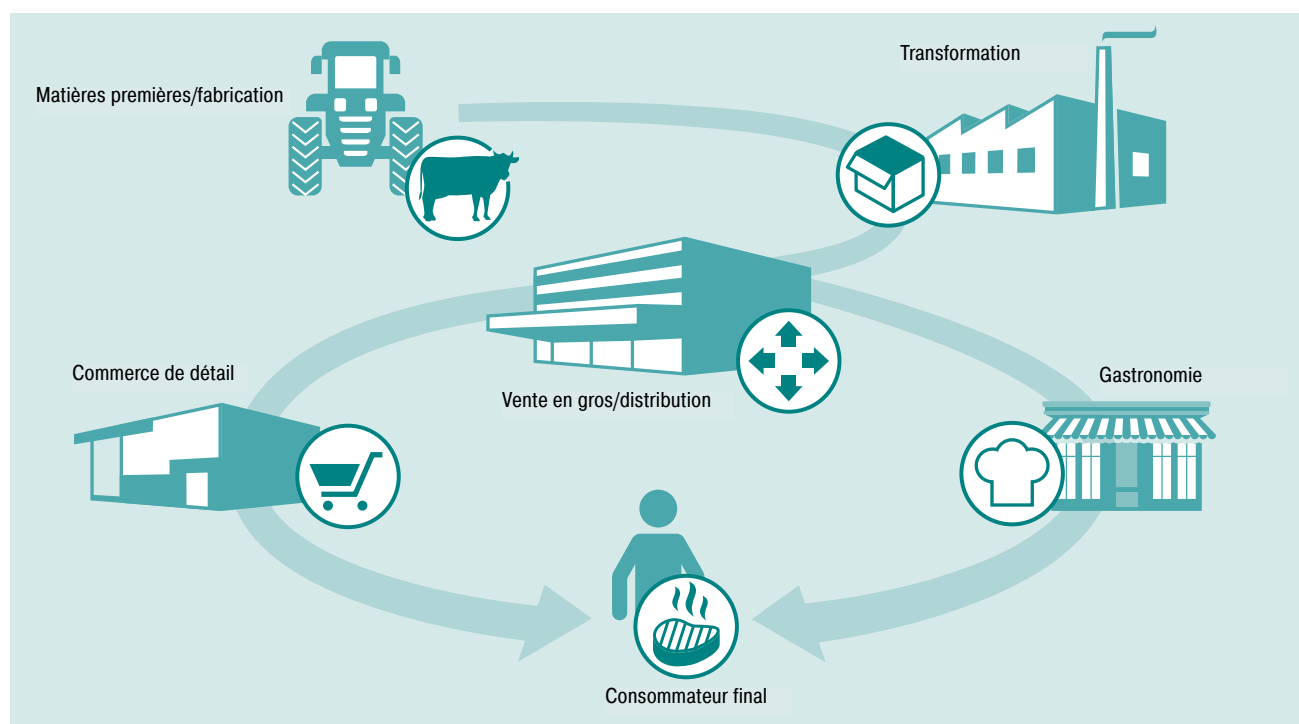 Transformation
Matières premières/fabrication
Commerce de détail
Gastronomie
Vente en gros/distribution
Consommateur final